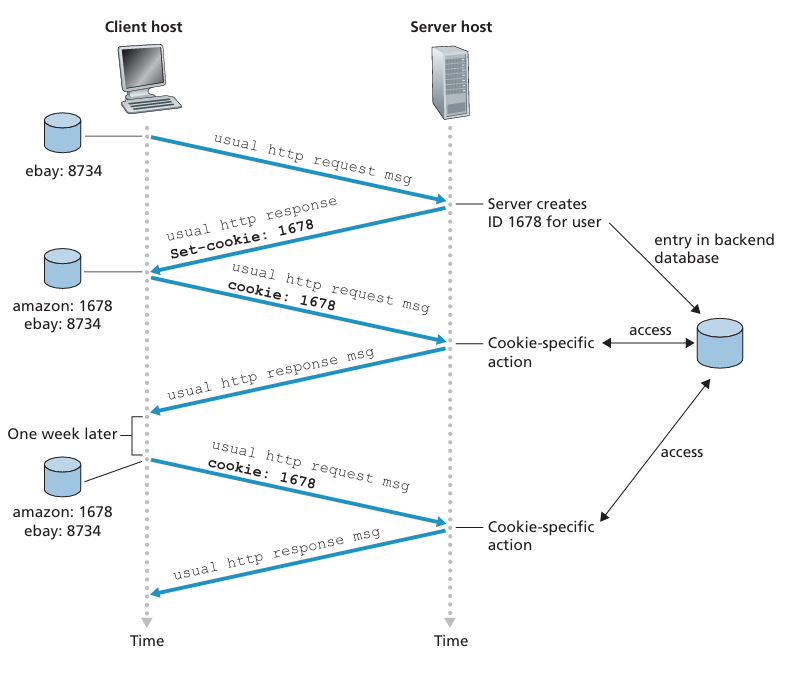 Client host
Server host
usual http request msg
ebay: 8734
Server creates
ID 1678 for user
usual http response
Set-cookie: 1678
entry in backend
database
usual http request msg
cookie: 1678
amazon: 1678
ebay: 8734
access
Cookie-specific
action
usual http response msg
One week later
usual http request msg
cookie: 1678
access
amazon: 1678
ebay: 8734
Cookie-specific
action
usual http response msg
Time
Time